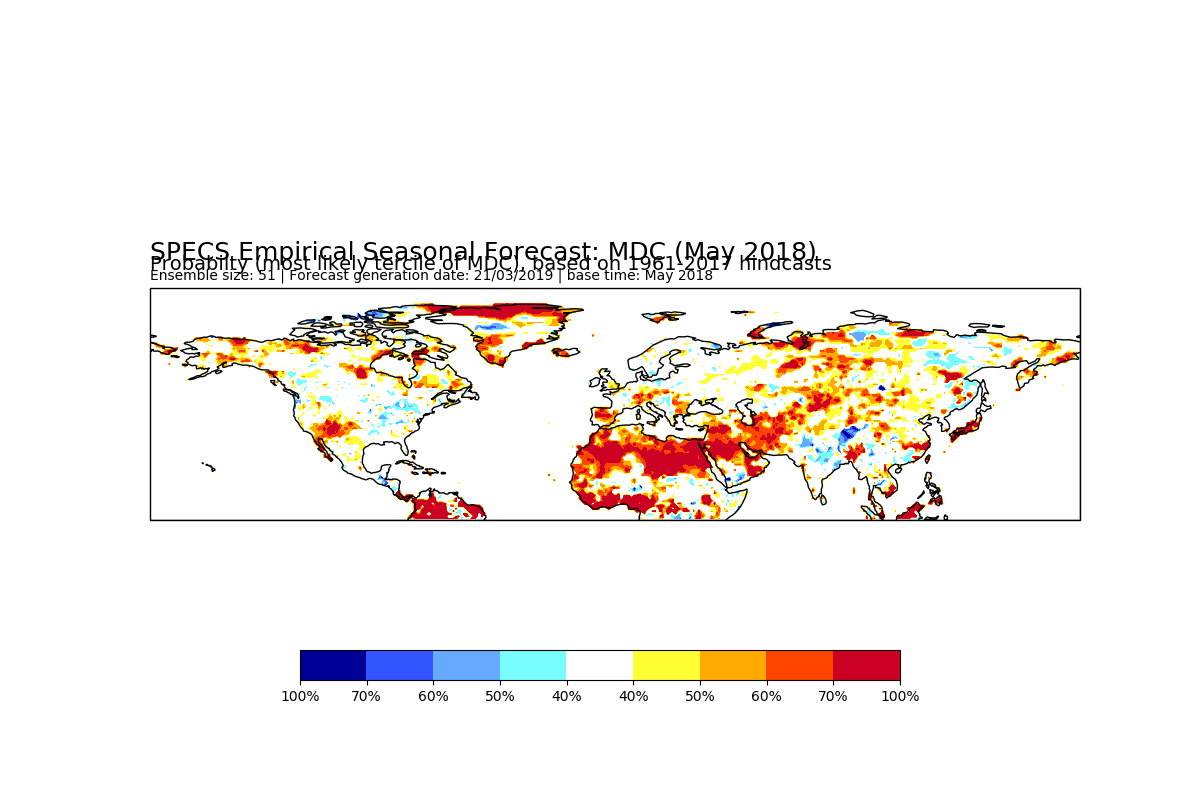 SPECS Empirical Seasonal Forecast: MDC (May 2018)
Probabilty (most likely tercile of MDC), based on 1961-2017 hindcasts
Ensemble size: 51 | Forecast generation date: 21/03/2019 | base time: May 2018
100% 70% 60% 50% 40% 40% 50% 60% 70% 100%